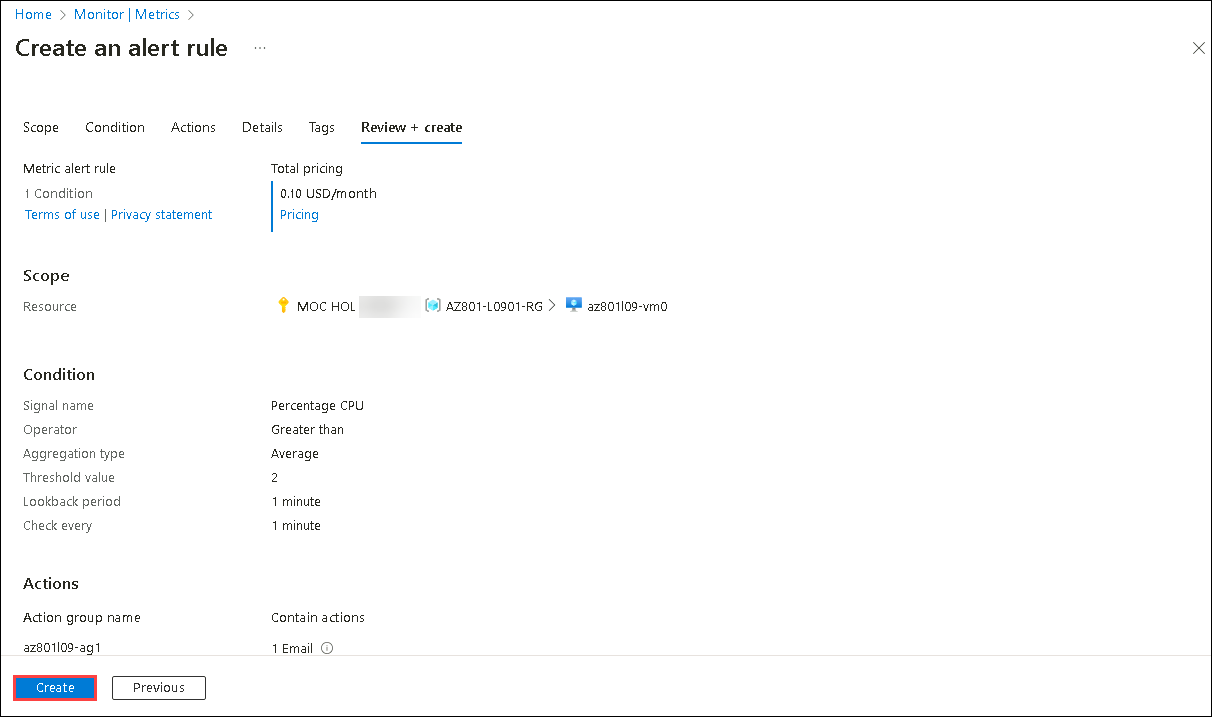 Home > Monitor | Metrics >
Create an alert rule ...
Scope Condition Actions Details Tags Review + create
Metric alert rule Total pricing
1 Condition 0.10 USD/month
Terms of use | Privacy statement Pricing
Scope
Resource MOC HOL AZ801-L0901-RG > az801l09-vm0
Condition
Signal name Percentage CPU
Operator Greater than
Aggregation type Average
Threshold value 2
Lookback period 1 minute
Check every 1 minute
Actions
Action group name Contain actions
az801l09-ag1 1 Email
Create Previous